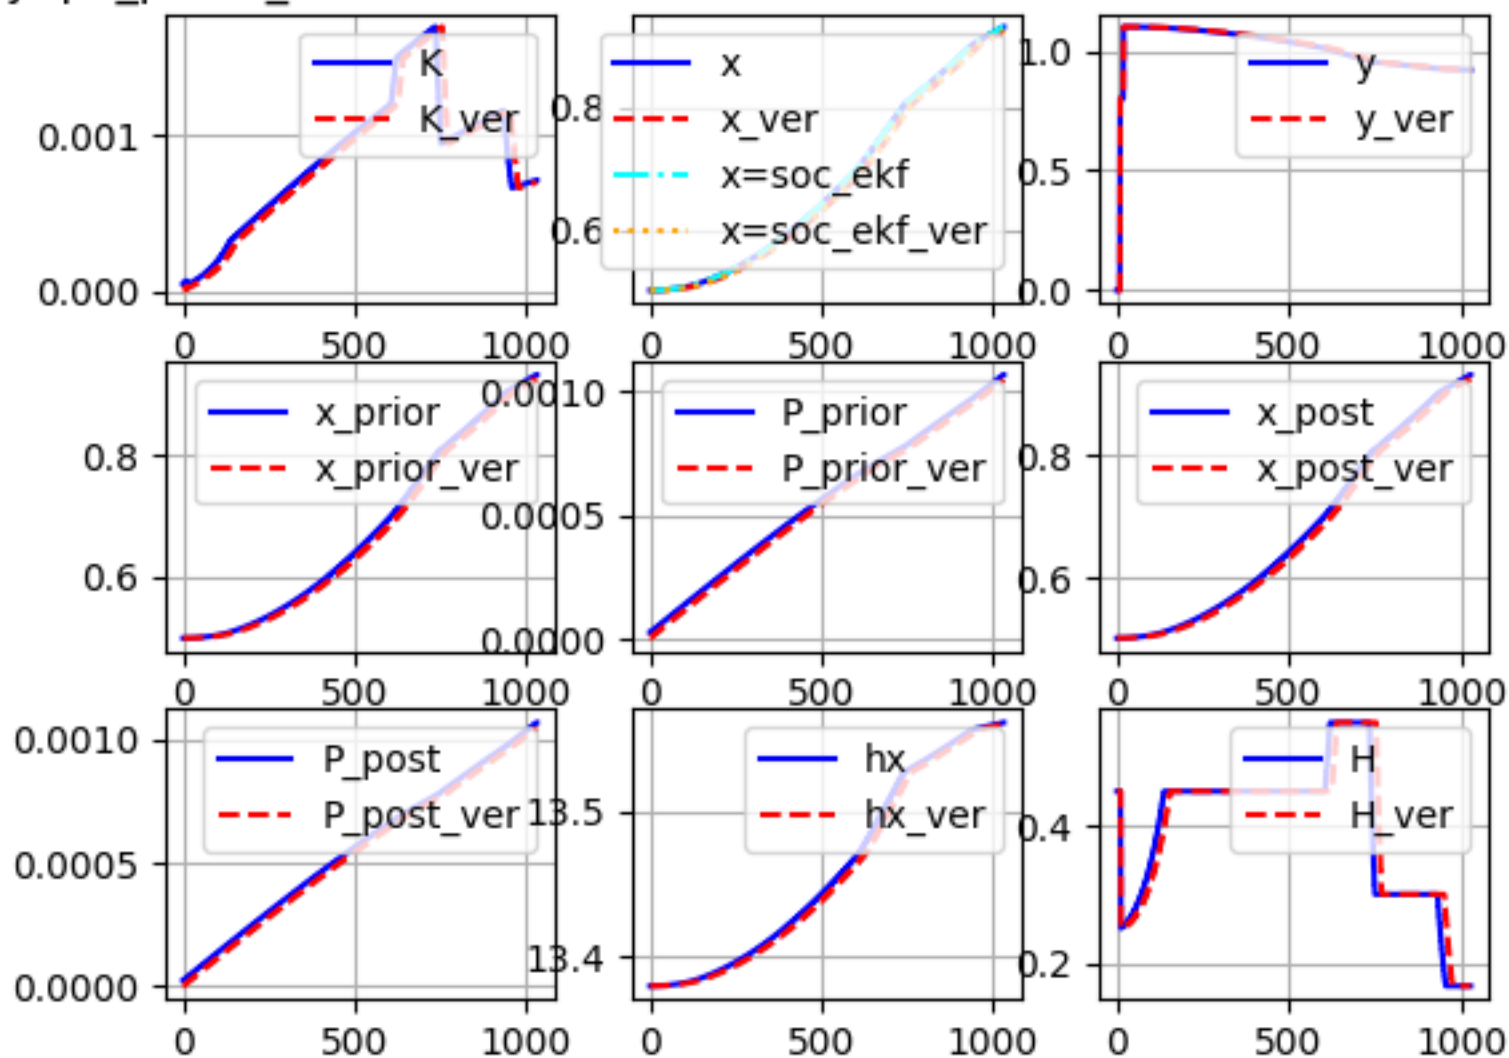 K
K_ver
0.001
0.000
0 500 1000
x
x_ver
x=soc_ekf
x=soc_ekf_ver
0.8
0.6
0 500 1000
y
y_ver
1.0
0.5
0.0
0 500 1000
x_prior
x_prior_ver
0.8
0.6
0 500 1000
P_prior
P_prior_ver
0.0010
0.0005
0.0000
0 500 1000
x_post
x_post_ver
0.8
0.6
0 500 1000
P_post
P_post_ver
0.0010
0.0005
0.0000
0 500 1000
hx
hx_ver
13.5
13.4
0 500 1000
H
H_ver
0.4
0.2
0 500 1000